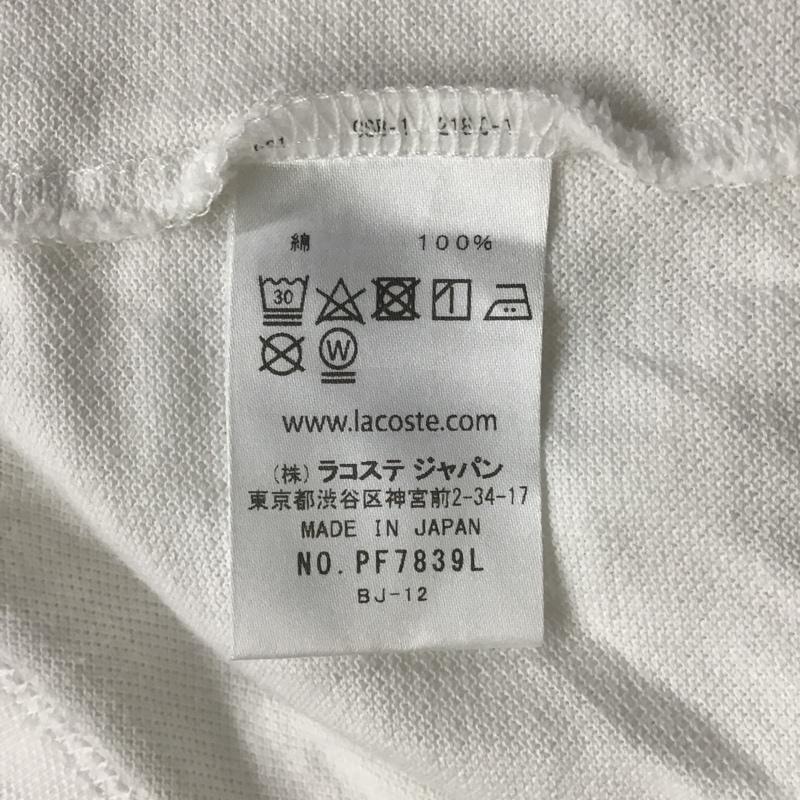 綿 100%
30
W
www.lacoste.com
(株) ラコステ ジャパン
東京都渋谷区神宮前2-34-17
MADE IN JAPAN
NO. PF7839L
BJ-12